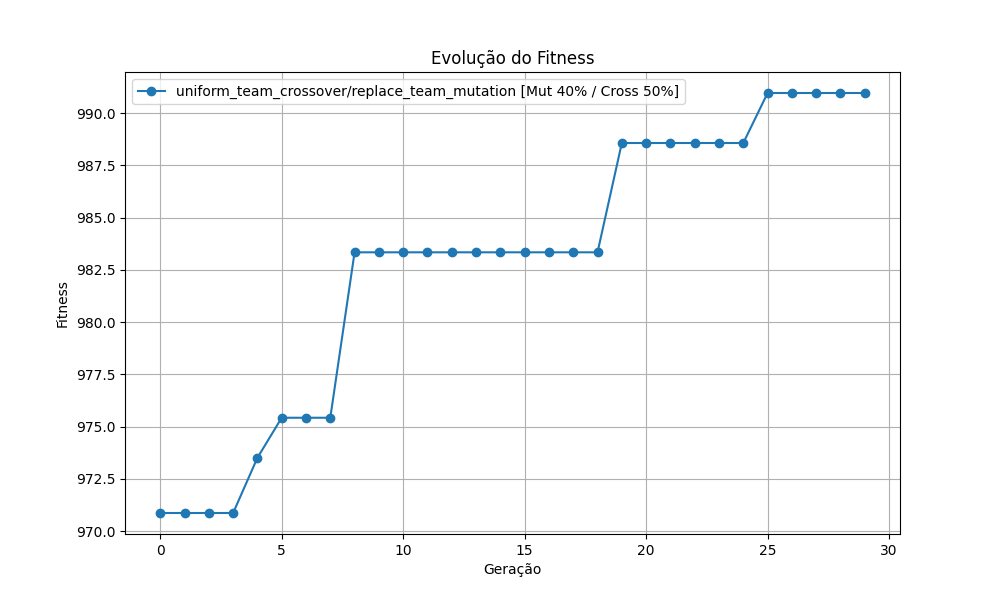 Evolução do Fitness
uniform_team_crossover/replace_team_mutation [Mut 40% / Cross 50%]
Fitness
990.0
987.5
985.0
982.5
980.0
977.5
975.0
972.5
970.0
0 5 10 15 20 25 30
Geração